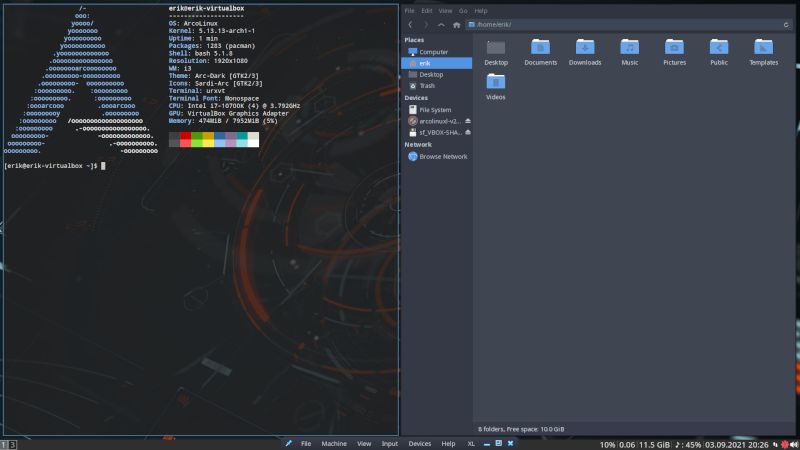 erik@erik-virtualbox
--------------------
OS: ArcoLinux
Kernel: 5.13.13-arch1-1
Uptime: 1 min
Packages: 1283 (pacman)
Shell: bash 5.1.8
Resolution: 1920x1080
WM: i3
Theme: Arc-Dark [GTK2/3]
Icons: Sardi-Arc [GTK2/3]
Terminal: urxvt
Terminal Font: Monospace
CPU: Intel i7-10700K (4) @ 3.792GHz
GPU: VirtualBox Graphics Adapter
Memory: 474MiB / 7952MiB (5%)
[erik@erik-virtualbox ~]$
File Edit View Go Help
/home/erik/
Places
Computer
erik
Desktop
Trash
Devices
File System
arcolinuxl-v2...
sf_VBOX-SHA...
Network
Browse Network
Desktop Documents Downloads Music Pictures Public Templates
Videos
8 folders, Free space: 10.0 GiB
1 3
File Machine View Input Devices Help XL
10% 0.06 11.5 GiB ♪: 45% 03.09.2021 20:26